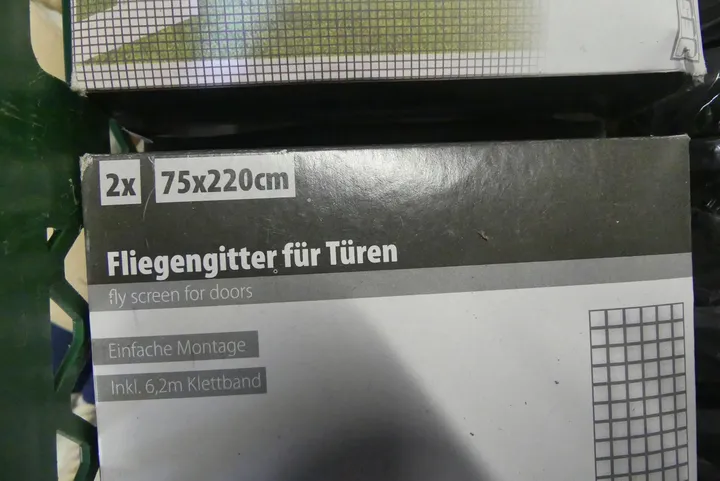 2x 75x220cm
Fliegengitter für Türen
fly screen for doors
Einfache Montage
Inkl. 6,2m Klettband